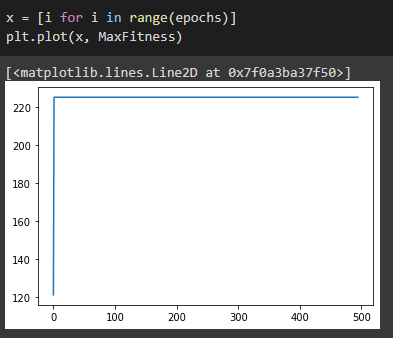 x = [i for i in range(epochs)]
plt.plot(x, MaxFitness)
[<matplotlib.lines.Line2D at 0x7f0a3ba37f50>]
220
200
180
160
140
120
0 100 200 300 400 500